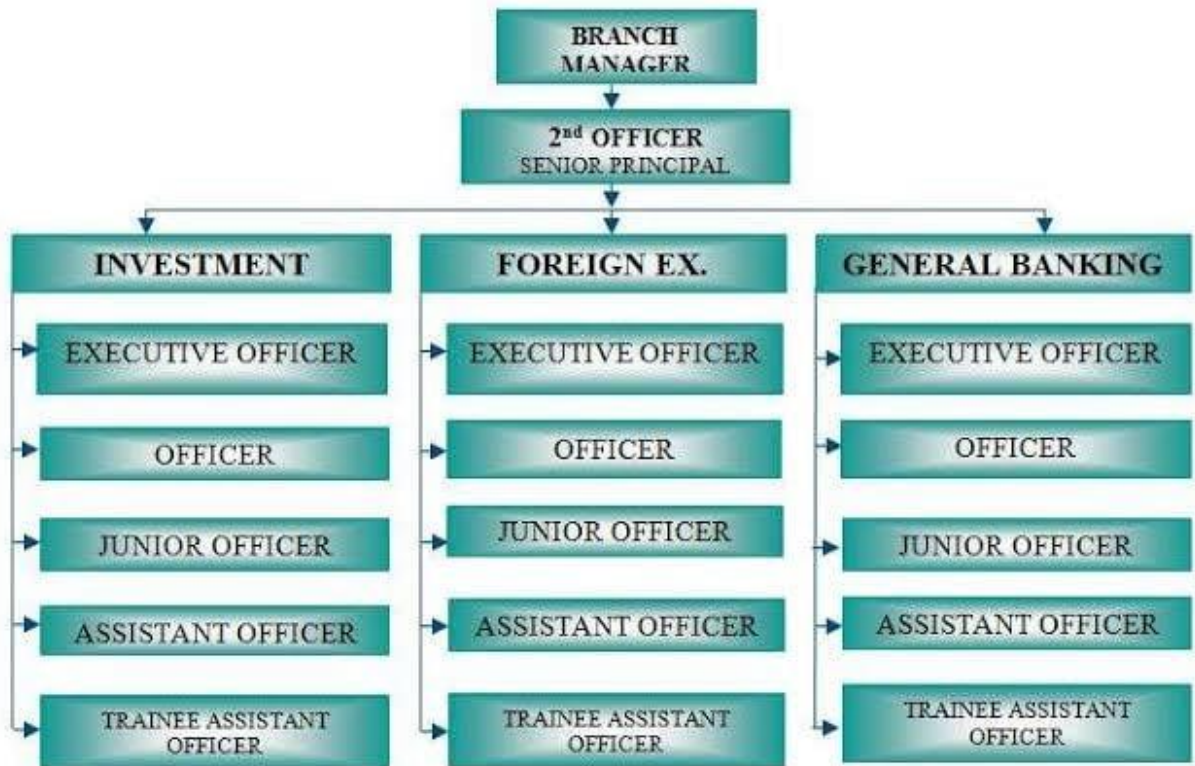 BRANCH
MANAGER
2nd OFFICER
SENIOR PRINCIPAL
INVESTMENT
EXECUTIVE OFFICER
OFFICER
JUNIOR OFFICER
ASSISTANT OFFICER
TRAINEE ASSISTANT
OFFICER
FOREIGN EX.
EXECUTIVE OFFICER
OFFICER
JUNIOR OFFICER
ASSISTANT OFFICER
TRAINEE ASSISTANT
OFFICER
GENERAL BANKING
EXECUTIVE OFFICER
OFFICER
JUNIOR OFFICER
ASSISTANT OFFICER
TRAINEE ASSISTANT
OFFICER